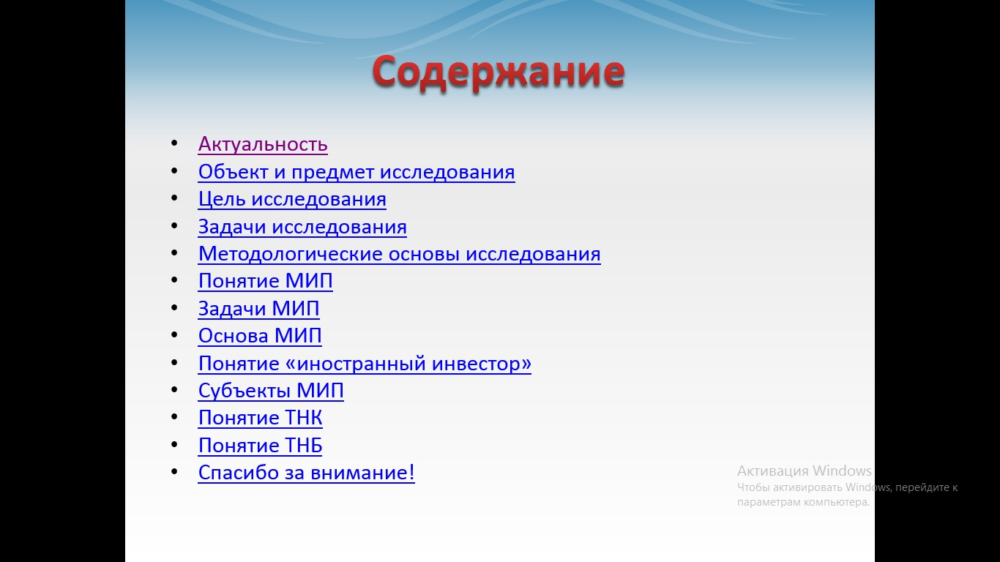 Содержание
• Актуальность
• Объект и предмет исследования
• Цель исследования
• Задачи исследования
• Методологические основы исследования
• Понятие МИП
• Задачи МИП
• Основа МИП
• Понятие «иностранный инвестор»
• Субъекты МИП
• Понятие ТНК
• Понятие ТНБ
• Спасибо за внимание!
Активация Windows
Чтобы активировать Windows, перейдите к
параметрам компьютера.